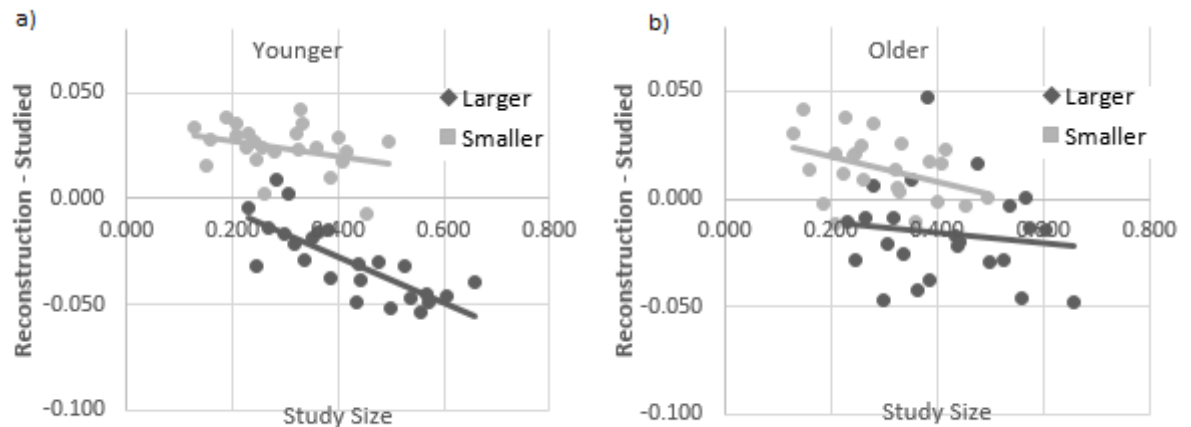 a)
Younger
Reconstruction - Studied
0.050
0.000
-0.050
-0.100
0.000 0.200 0.400 0.600 0.800
Larger
Smaller
Study Size
b)
Older
Reconstruction - Studied
0.050
0.000
-0.050
-0.100
0.000 0.200 0.400 0.600 0.800
Larger
Smaller
Study Size